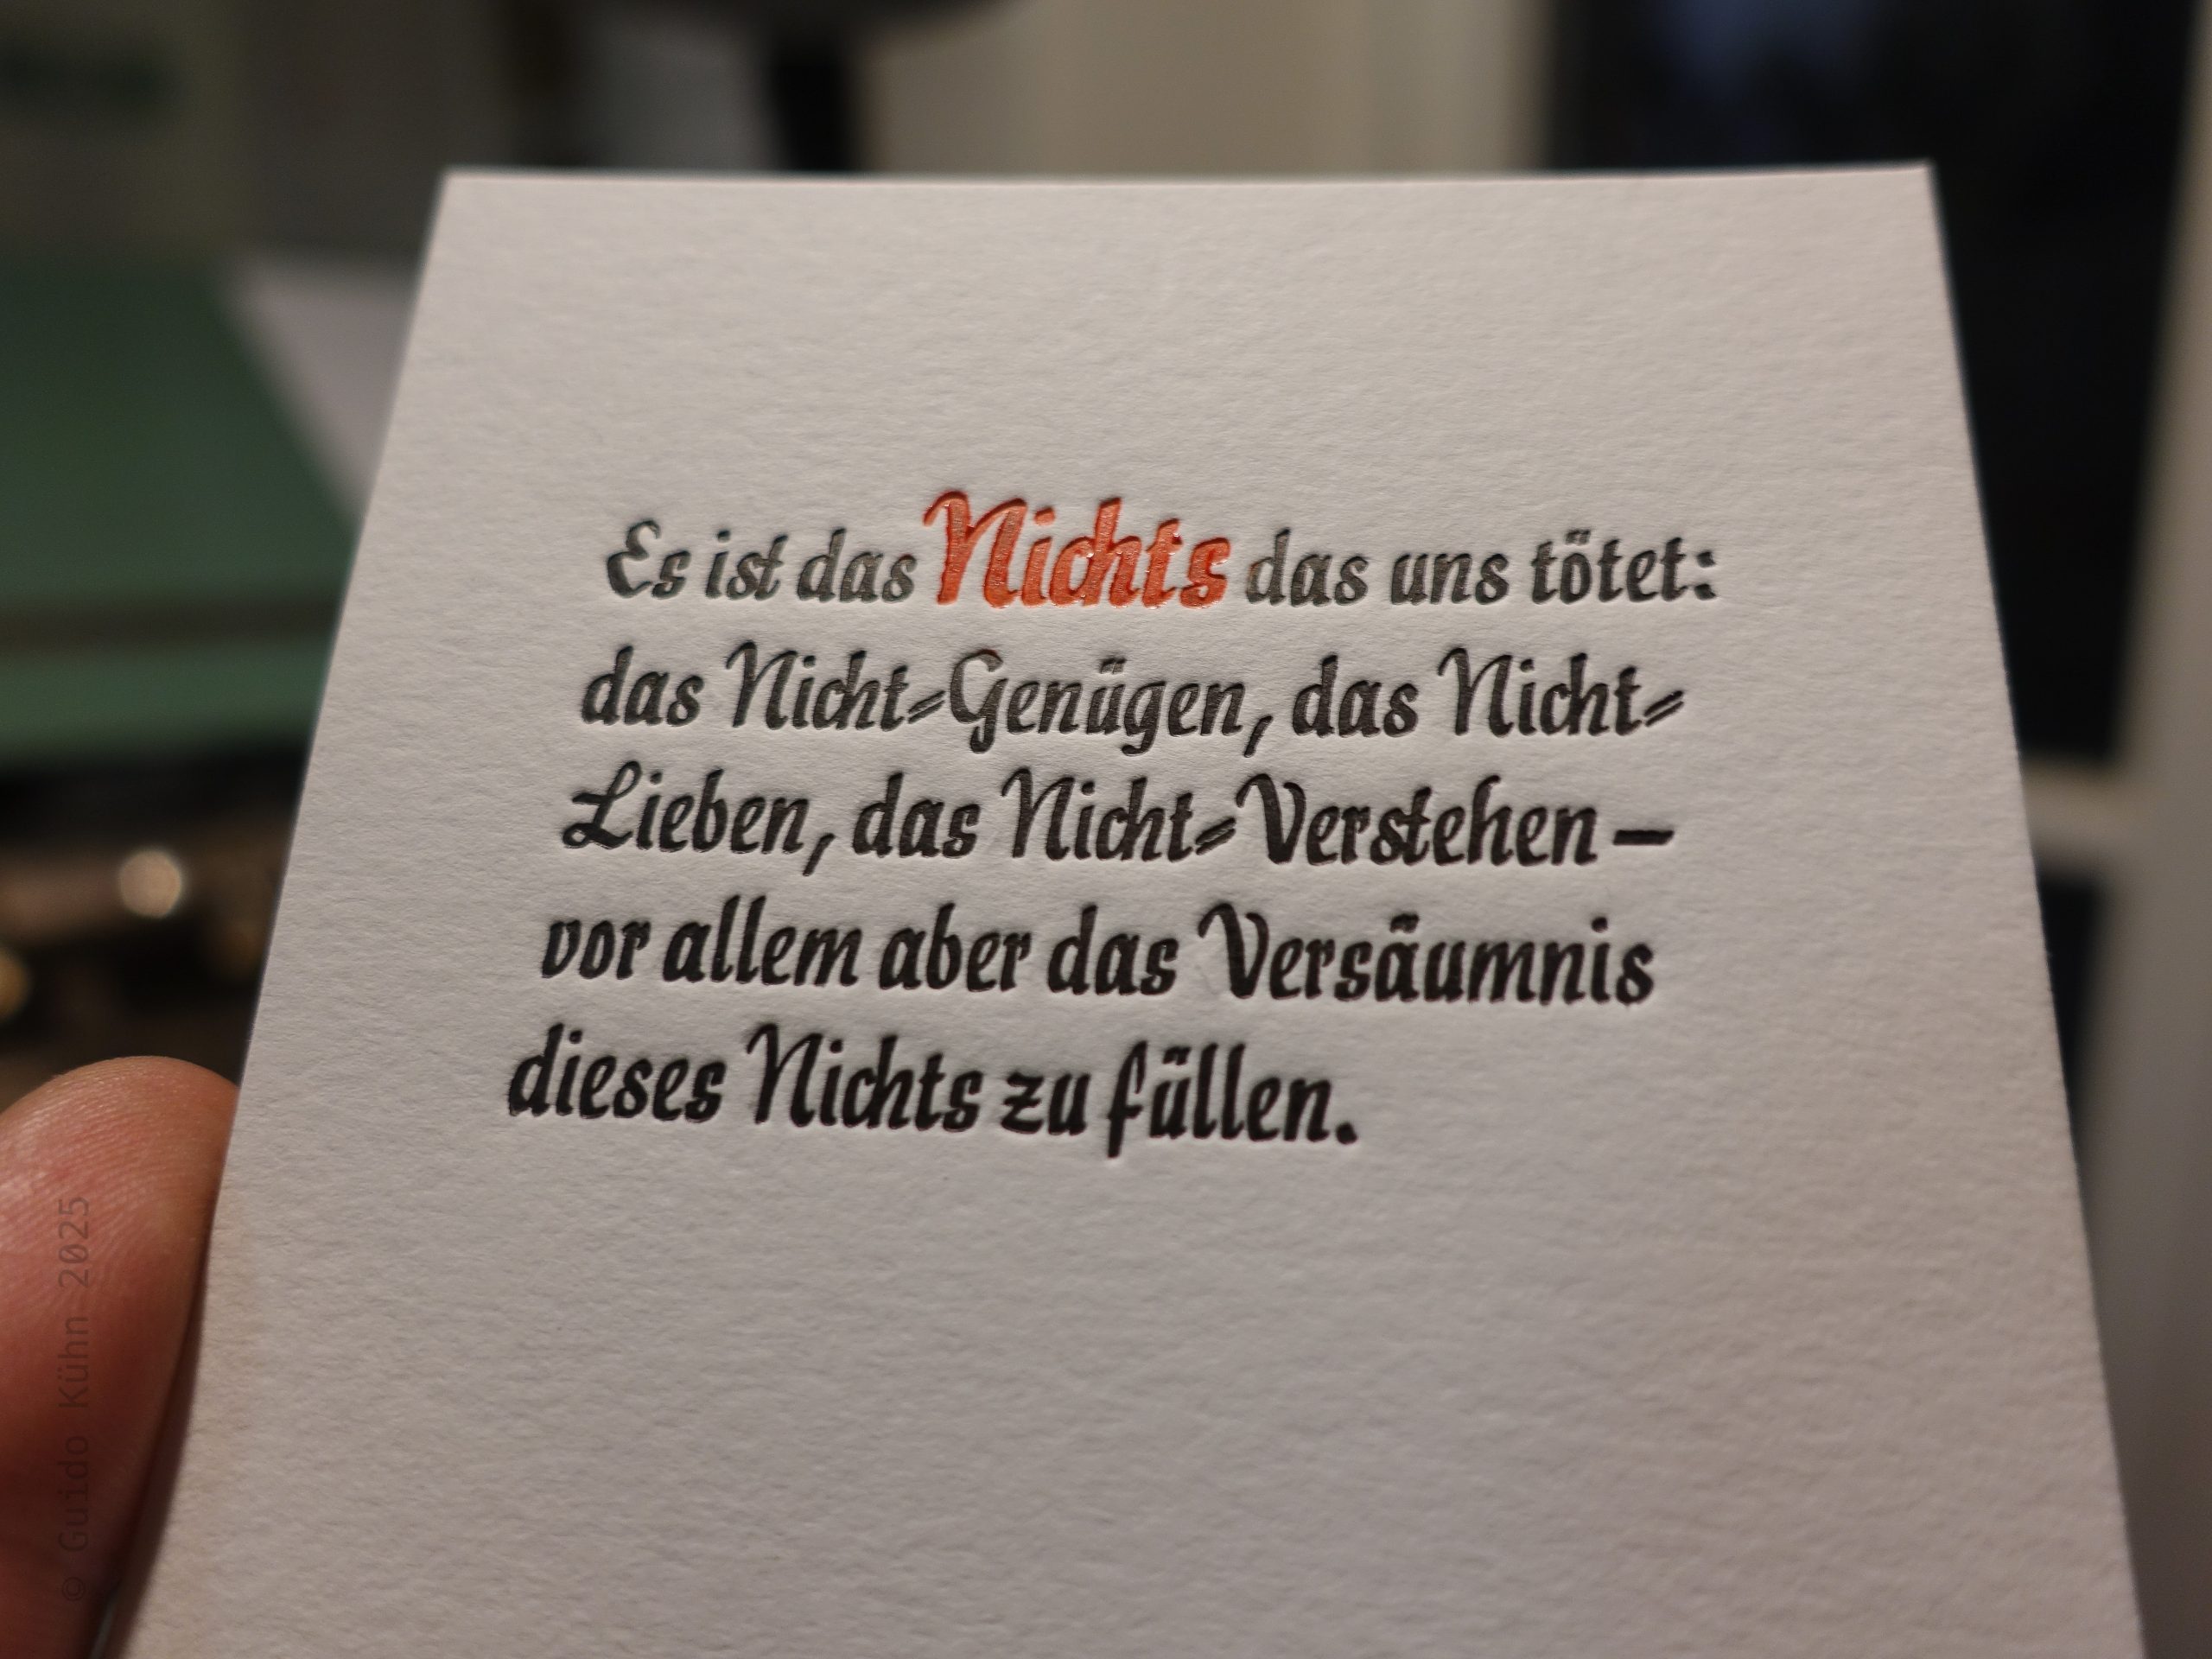 Es ist das Nichts das uns tötet:
das Nicht-Genügen, das Nicht-
Lieben, das Nicht-Verstehen –
vor allem aber das Versäumnis
dieses Nichts zu füllen.
© Guido Kühn 2025